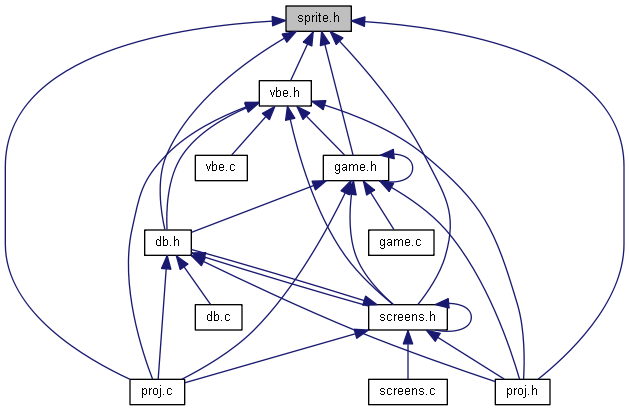 sprite.h
vbe.h
vbe.c
game.h
db.h
game.c
db.c
screens.h
proj.c
screens.c
proj.h